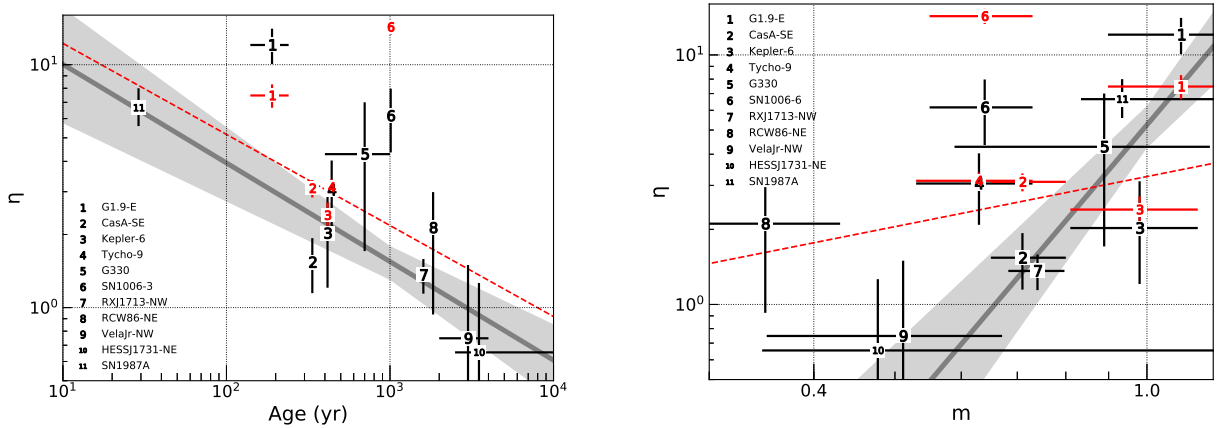 10¹
10⁰
η
1 G1.9-E
2 CasA-SE
3 Kepler-6
4 Tycho-9
5 G330
6 SN1006-3
7 RXJ1713-NW
8 RCW86-NE
9 VelaJr-NW
10 HESSJ1731-NE
11 SN1987A
1
1
2
3
3
3
4
4
5
6
6
7
8
9
10
11
10¹ 10² 10³ 10⁴
Age (yr)
10¹
10⁰
η
1 G1.9-E
2 CasA-SE
3 Kepler-6
4 Tycho-9
5 G330
6 SN1006-6
7 RXJ1713-NW
8 RCW86-NE
9 VelaJr-NW
10 HESSJ1731-NE
11 SN1987A
6
1
1
11
6
5
4
4
2
3
3
8
2
7
9
10
0.4 1.0
m